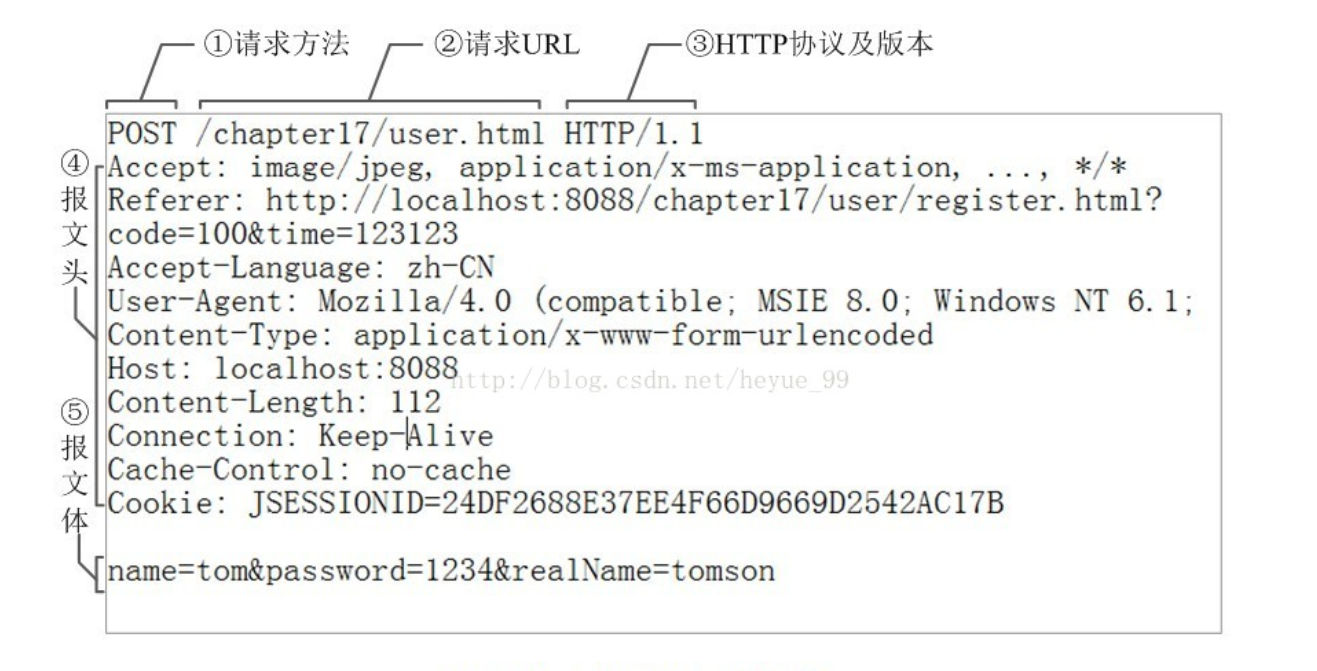 ①请求方法 ②请求URL ③HTTP协议及版本
POST /chapter17/user.html HTTP/1.1
④报文头
Accept: image/jpeg, application/x-ms-application, ..., */*
Referer: http://localhost:8088/chapter17/user/register.html?
code=100&time=123123
Accept-Language: zh-CN
User-Agent: Mozilla/4.0 (compatible; MSIE 8.0; Windows NT 6.1;
Content-Type: application/x-www-form-urlencoded
Host: localhost:8088
http://blog.csdn.net/heyue_99
Content-Length: 112
Connection: Keep-Alive
Cache-Control: no-cache
Cookie: JSESSIONID=24DF2688E37EE4F66D9669D2542AC17B
⑤报文体
name=tom&password=1234&realName=tomson